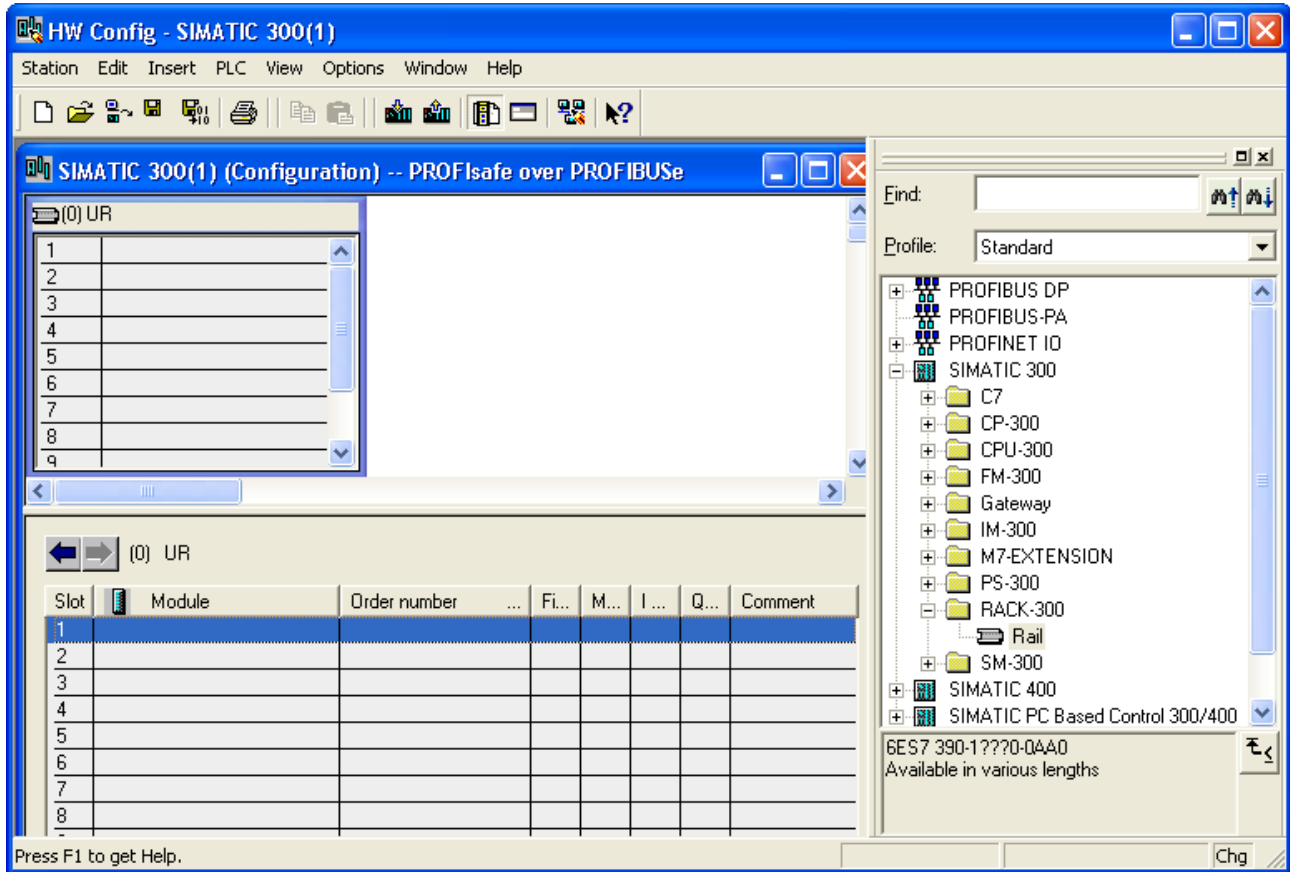 HW Config - SIMATIC 300(1)
Station Edit Insert PLC View Options Window Help
SIMATIC 300(1) (Configuration) -- PROFIsafe over PROFIBUSe
(0) UR
1
2
3
4
5
6
7
8
9
(0) UR
Slot Module Order number ... Fi... M... I ... Q... Comment
1
2
3
4
5
6
7
8
Find:
Profile: Standard
PROFIBUS DP
PROFIBUS-PA
PROFINET IO
SIMATIC 300
C7
CP-300
CPU-300
FM-300
Gateway
IM-300
M7-EXTENSION
PS-300
RACK-300
Rail
SM-300
SIMATIC 400
SIMATIC PC Based Control 300/400
6ES7 390-1???0-0AA0
Available in various lengths
Press F1 to get Help.
Chg